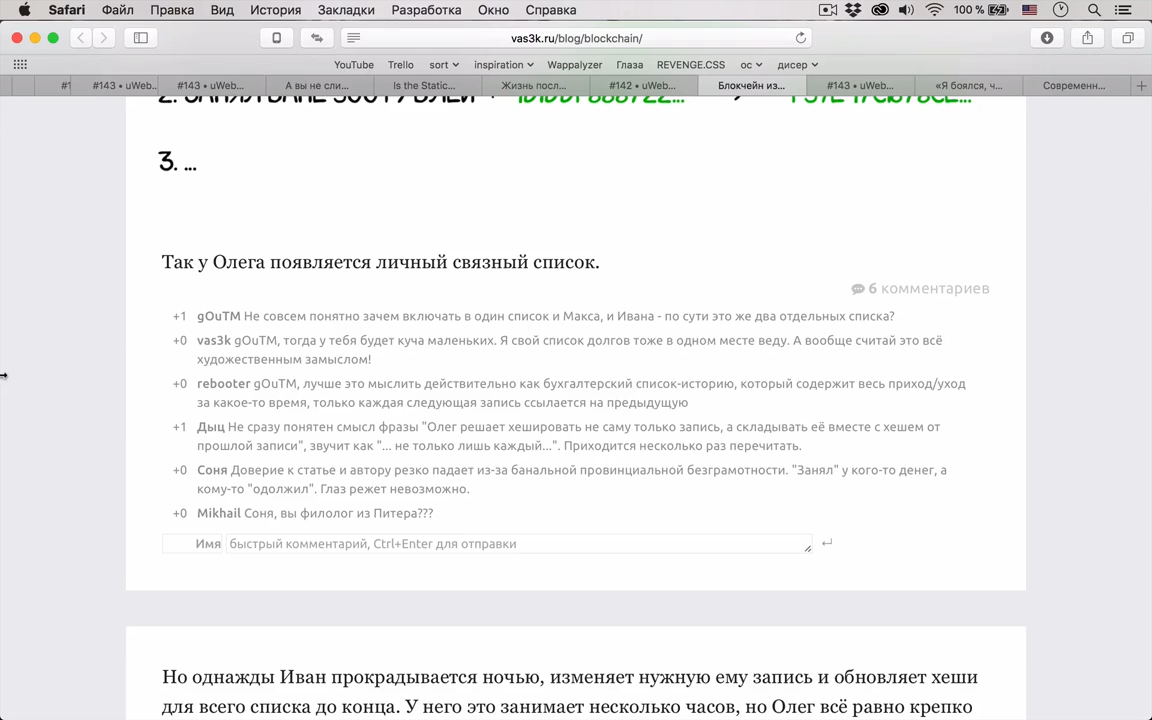 Safari Файл Правка Вид История Закладки Разработка Окно Справка 100 %
vas3k.ru/blog/blockchain/
YouTube Trello sort inspiration Wappalyzer Глаза REVENGE.CSS ос дисер
#1 #143 • uWeb... #143 • uWeb... А вы не сли... Is the Static... Жизнь посл... #142 • uWeb... Блокчейн из... #143 • uWeb... «Я боялся, ч... Современн...
3. ...
Так у Олега появляется личный связный список.
6 комментариев
+1 gOuTM Не совсем понятно зачем включать в один список и Макса, и Ивана - по сути это же два отдельных списка?
+0 vas3k gOuTM, тогда у тебя будет куча маленьких. Я свой список долгов тоже в одном месте веду. А вообще считай это всё
художественным замыслом!
+0 rebooter gOuTM, лучше это мыслить действительно как бухгалтерский список-историю, который содержит весь приход/уход
за какое-то время, только каждая следующая запись ссылается на предыдущую
+1 Дыц Не сразу понятен смысл фразы "Олег решает хешировать не саму только запись, а складывать её вместе с хешем от
прошлой записи", звучит как "... не только лишь каждый...". Приходится несколько раз перечитать.
+0 Соня Доверие к статье и автору резко падает из-за банальной провинциальной безграмотности. "Занял" у кого-то денег, а
кому-то "одолжил". Глаз режет невозможно.
+0 Mikhail Соня, вы филолог из Питера???
Имя быстрый комментарий, Ctrl+Enter для отправки
Но однажды Иван прокрадывается ночью, изменяет нужную ему запись и обновляет хеши
для всего списка до конца. У него это занимает несколько часов, но Олег всё равно крепко